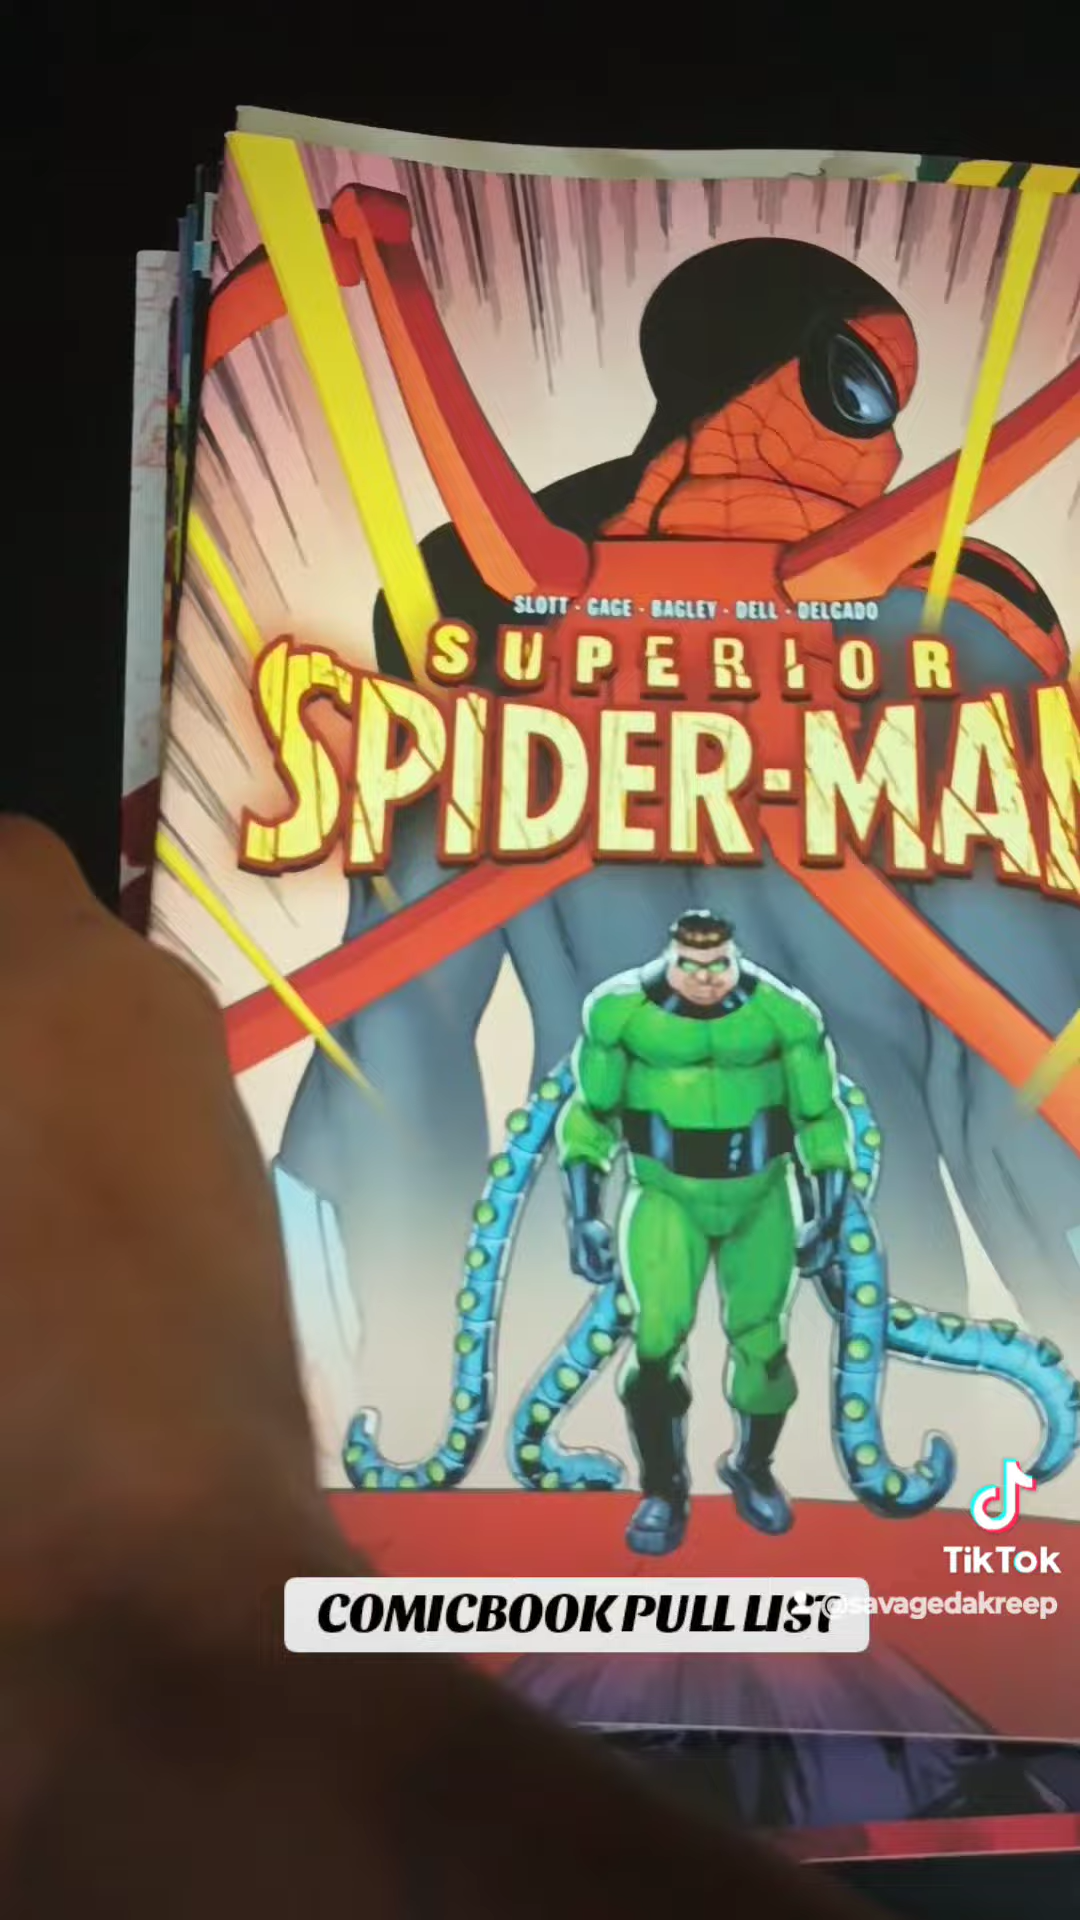 SLOTT · GAGE · BAGLEY · DELL · DELGADO
SUPERIOR
SPIDER-MAN
TikTok
COMICBOOK PULL LIST
@savagedakreep